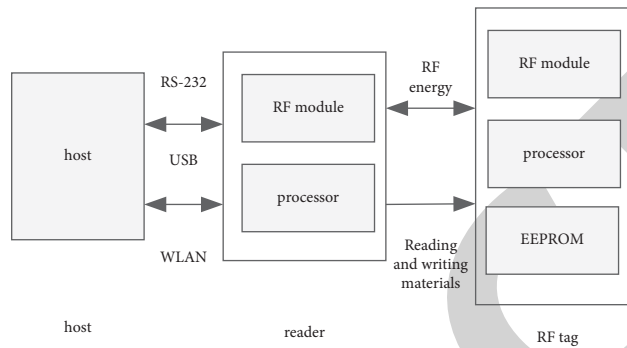 RS-232
USB
WLAN
host
RF module
processor
RF
energy
Reading
and writing
materials
RF module
processor
EEPROM
host
reader
RF tag